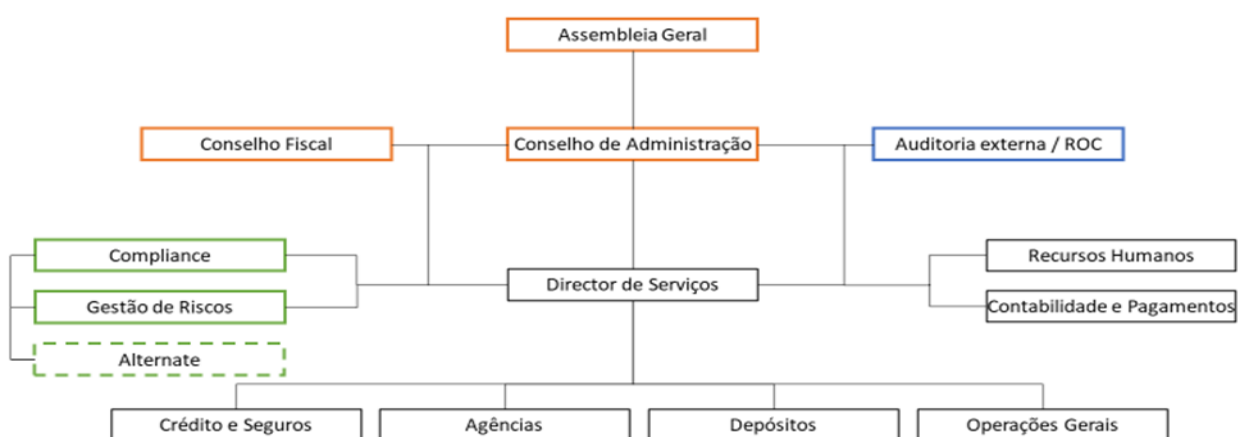 Assembleia Geral
Conselho Fiscal
Conselho de Administração
Auditoria externa / ROC
Compliance
Recursos Humanos
Director de Serviços
Gestão de Riscos
Contabilidade e Pagamentos
Alternate
Crédito e Seguros
Agências
Depósitos
Operações Gerais